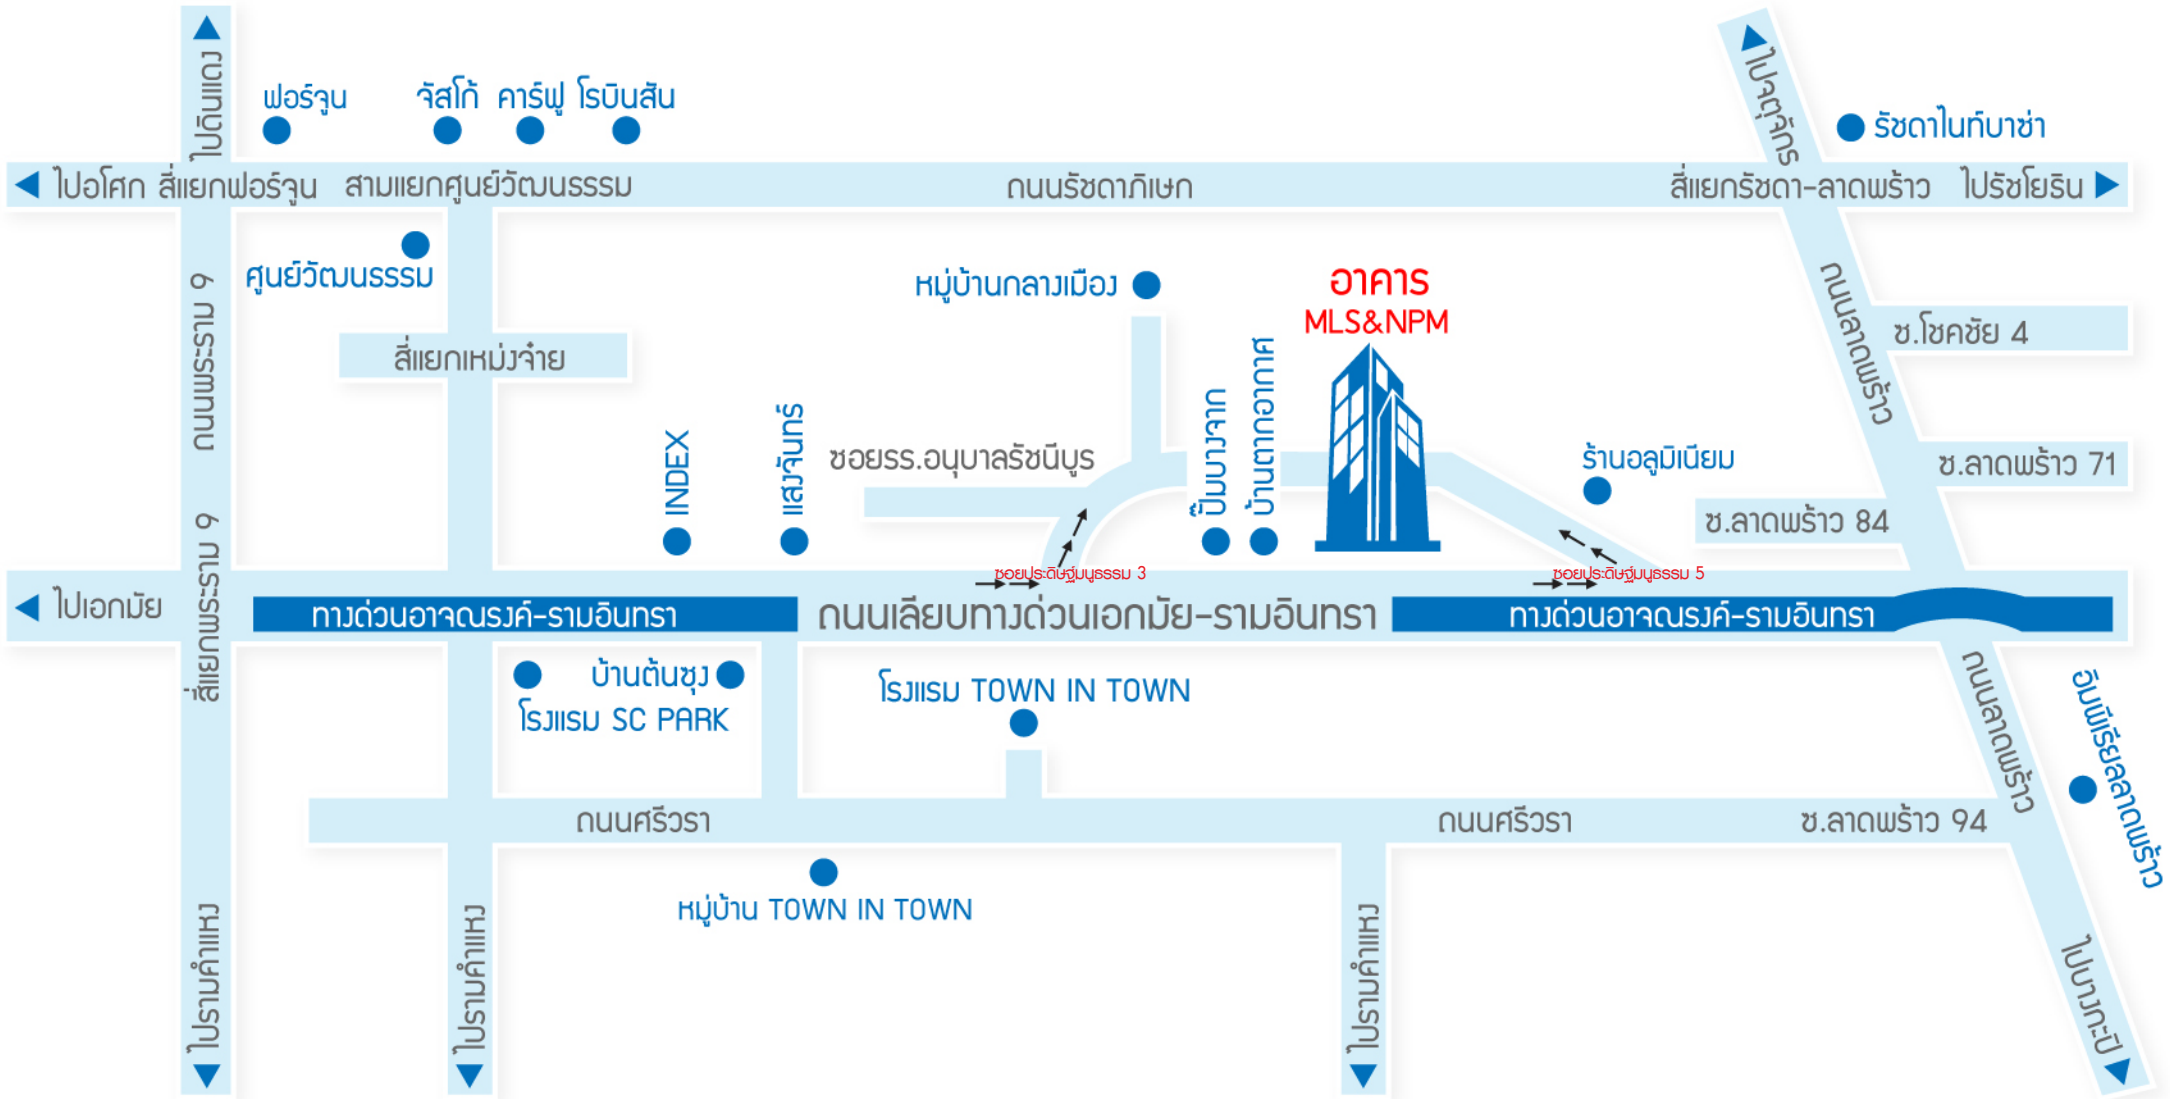 ไปดินแดง
ฟอร์จูน
จัสโก้
คาร์ฟู
โรบินสัน
ไปจตุจักร
รัชดาไนท์บาซ่า
ไปอโศก
สี่แยกฟอร์จูน
สามแยกศูนย์วัฒนธรรม
ถนนรัชดาภิเษก
สี่แยกรัชดา-ลาดพร้าว
ไปรัชโยธิน
ศูนย์วัฒนธรรม
ถนนพระราม 9
สี่แยกเหม่งจ๋าย
หมู่บ้านกลางเมือง
อาคาร
MLS&NPM
ถนนลาดพร้าว
ซ.โชคชัย 4
INDEX
แสงจันทร์
ซอยรร.อนุบาลรัชนีบูร
ปั๊มบางจาก
บ้านตากอากาศ
ร้านอลูมิเนียม
ซ.ลาดพร้าว 71
ซ.ลาดพร้าว 84
ซอยประดิษฐ์มนูธรรม 3
ซอยประดิษฐ์มนูธรรม 5
ไปเอกมัย
สี่แยกพระราม 9
ทางด่วนอาจณรงค์-รามอินทรา
ถนนเลียบทางด่วนเอกมัย-รามอินทรา
ทางด่วนอาจณรงค์-รามอินทรา
บ้านต้นซุง
โรงแรม SC PARK
โรงแรม TOWN IN TOWN
ถนนลาดพร้าว
อิมพีเรียลลาดพร้าว
ถนนศรีวรา
ถนนศรีวรา
ซ.ลาดพร้าว 94
หมู่บ้าน TOWN IN TOWN
ไปรามคำแหง
ไปรามคำแหง
ไปรามคำแหง
ไปบางกะปิ